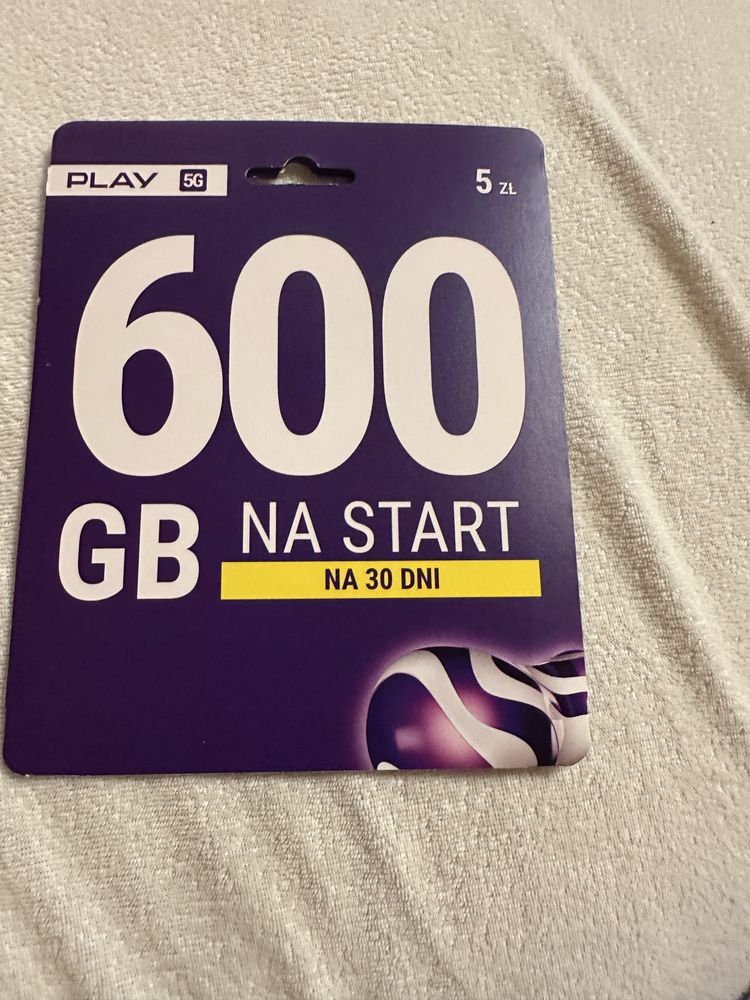 PLAY 5G
5 ZŁ
600
GB NA START
NA 30 DNI